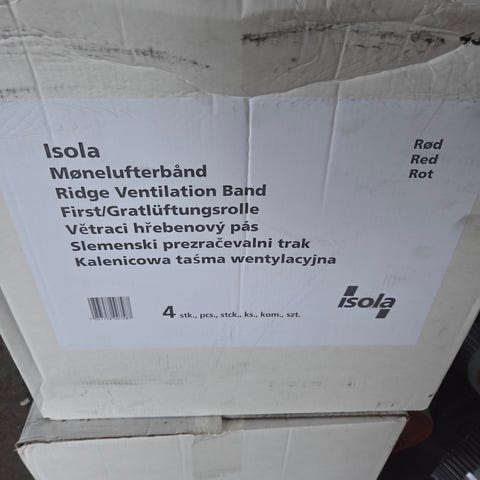 Isola
Mønelufterbånd
Ridge Ventilation Band
First/Gratlüftungsrolle
Větraci hřebenový pás
Slemenski prezračevalni trak
Kalenicowa taśma wentylacyjna
Rød
Red
Rot
4 stk., pcs., stck., ks., kom., szt.
isola